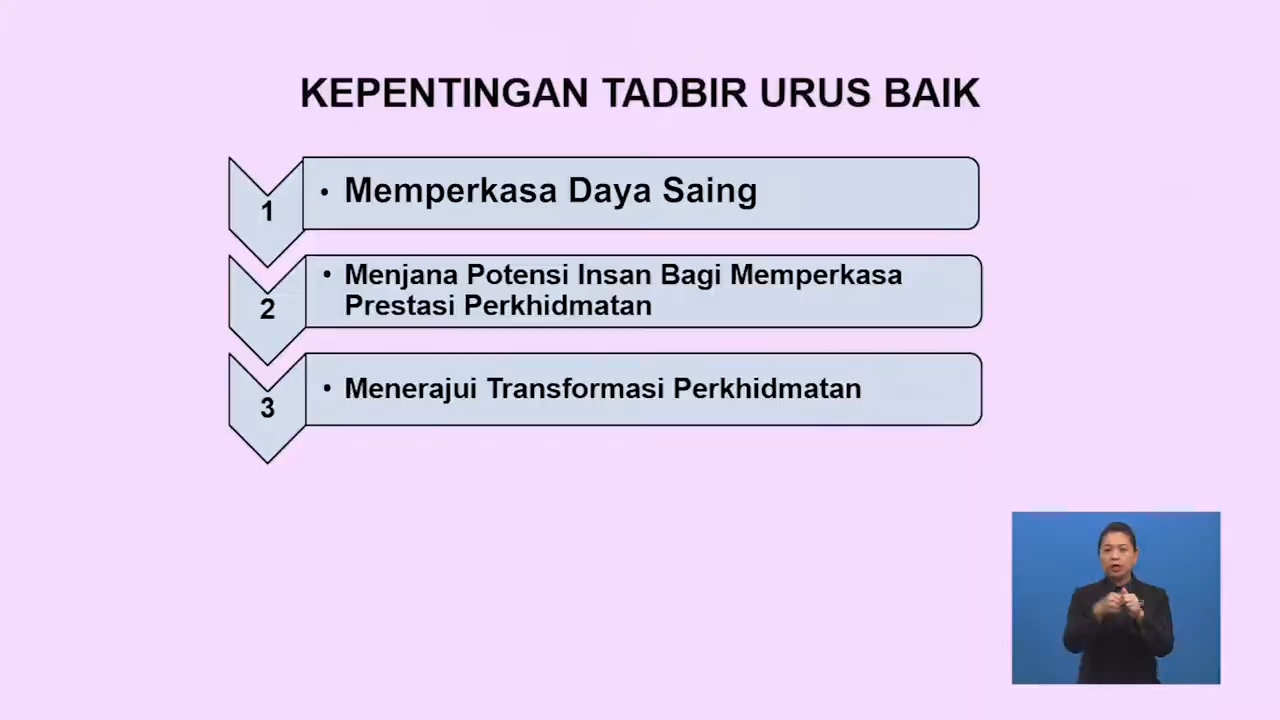 KEPENTINGAN TADBIR URUS BAIK
1
• Memperkasa Daya Saing
2
• Menjana Potensi Insan Bagi Memperkasa
Prestasi Perkhidmatan
3
• Menerajui Transformasi Perkhidmatan